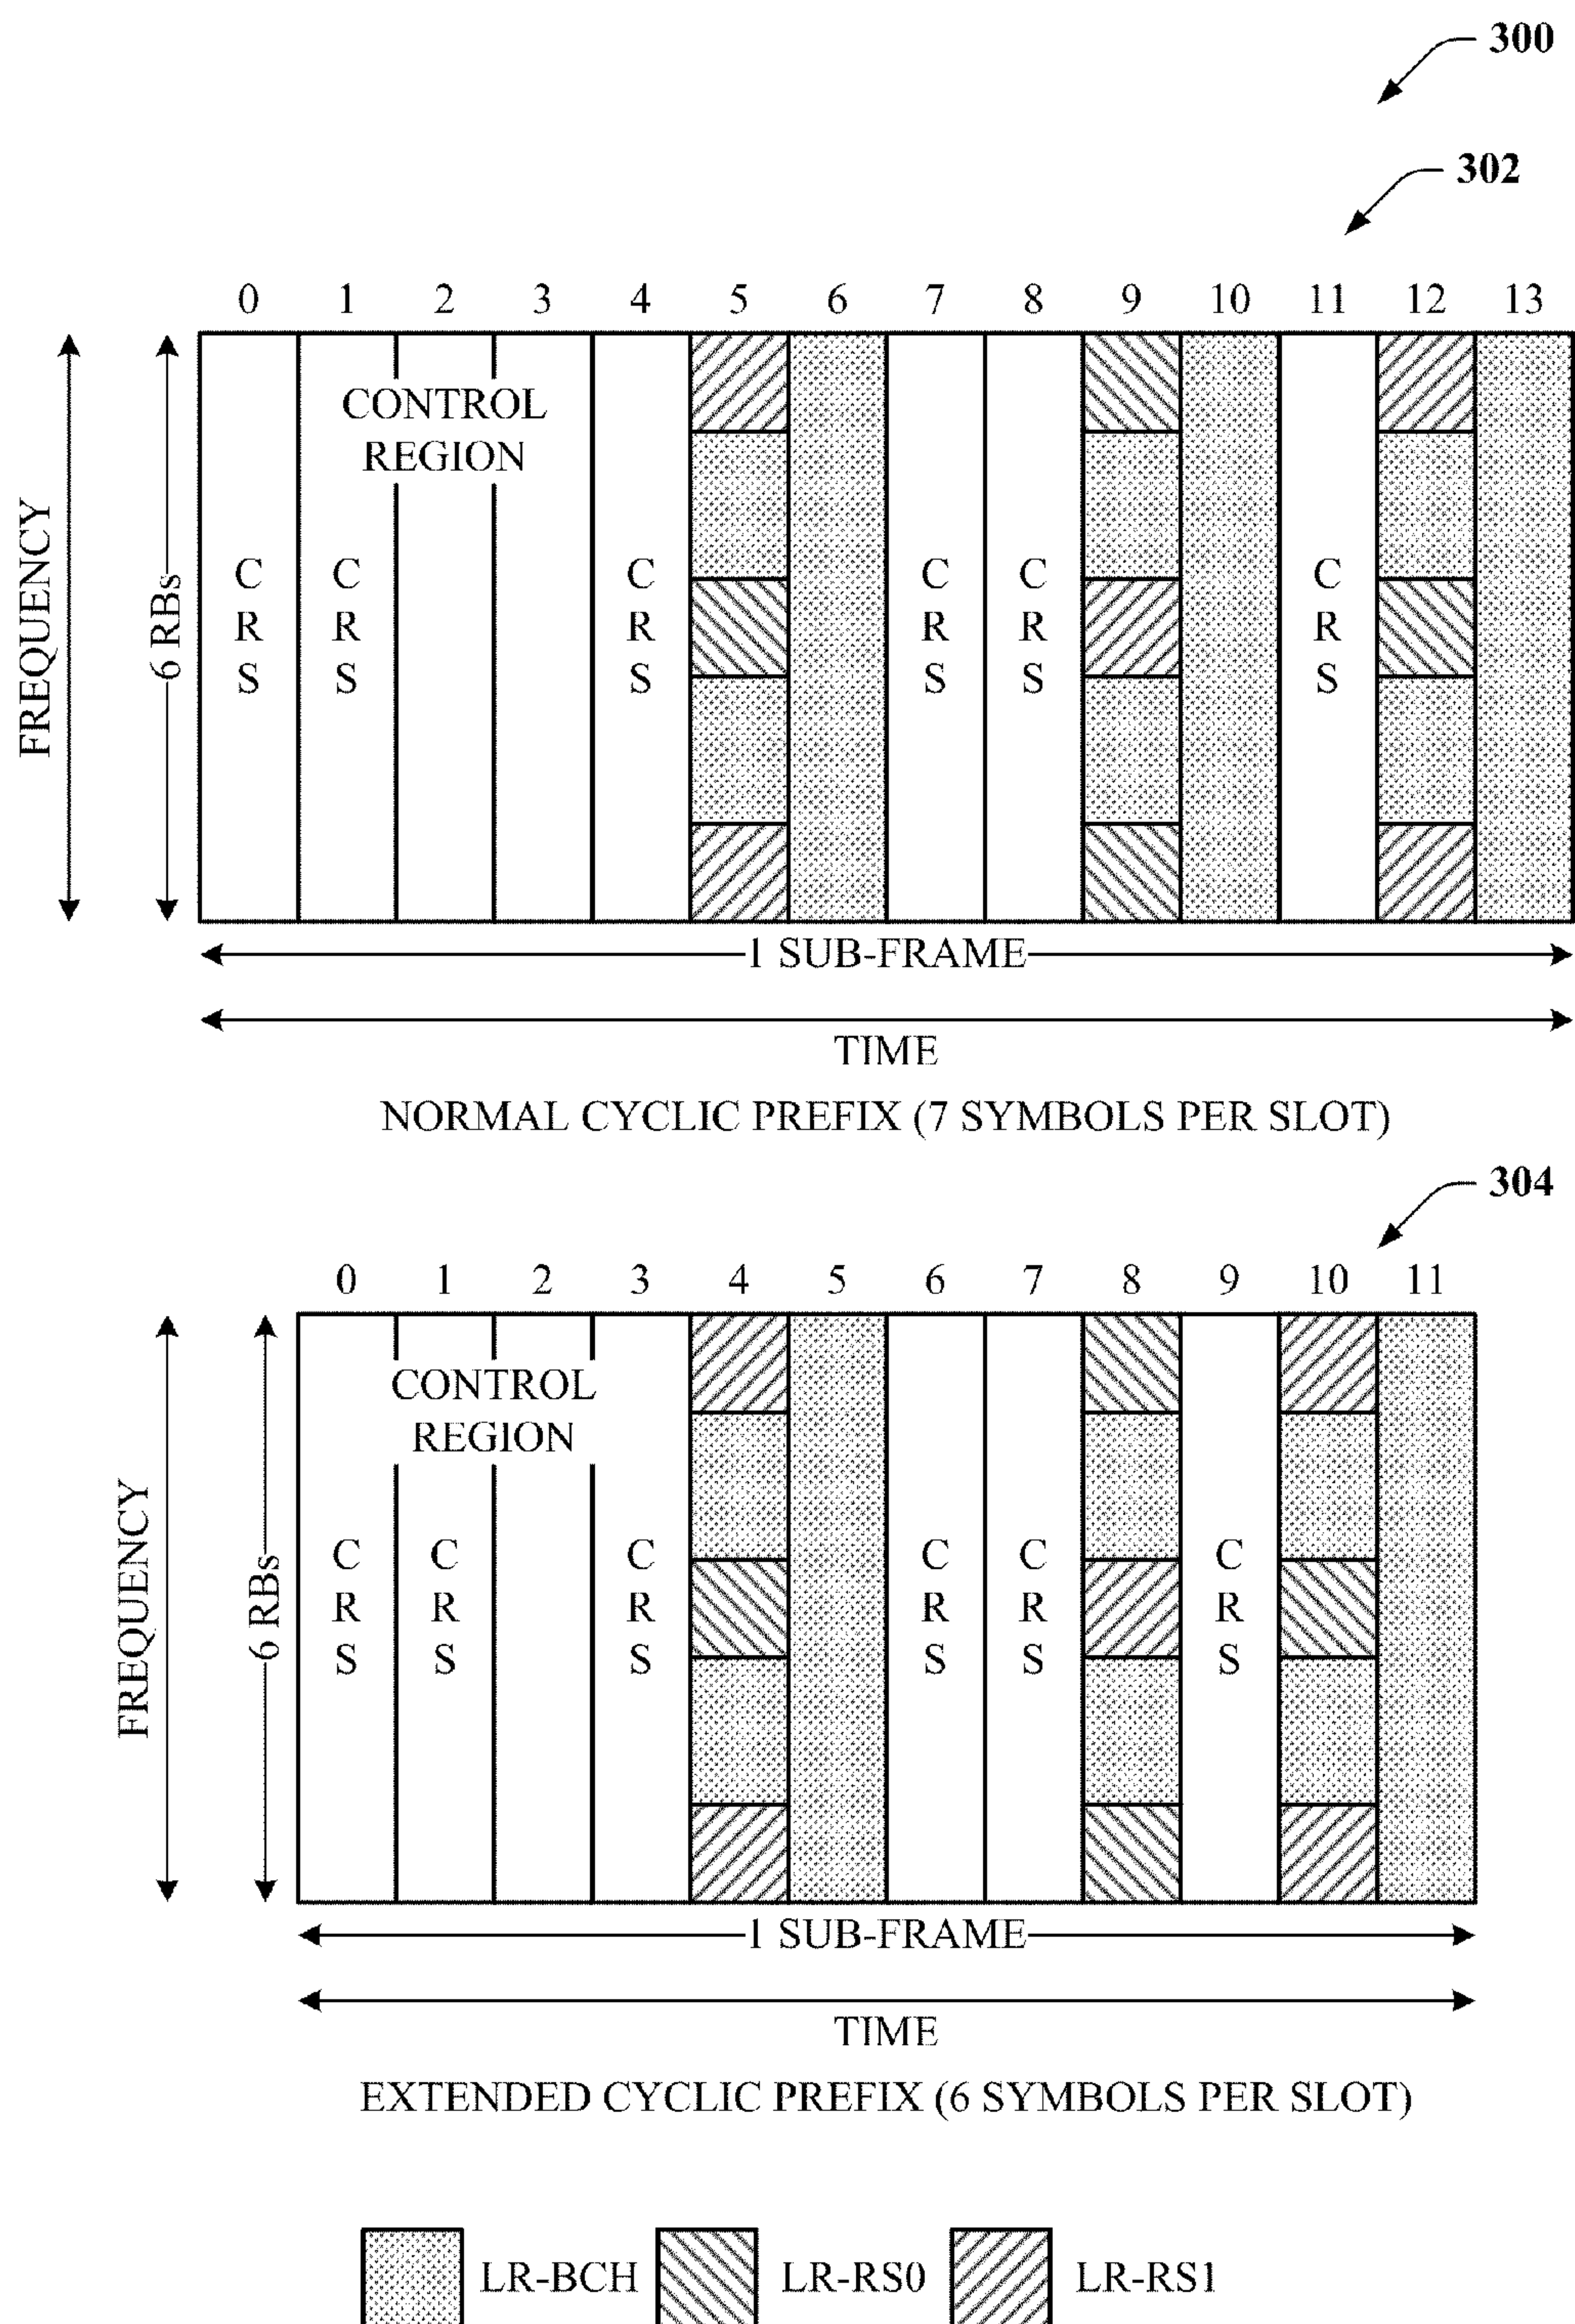 300
302
0 1 2 3 4 5 6 7 8 9 10 11 12 13
CONTROL
REGION
FREQUENCY
6 RBs
C C C C C C
R R R R R R
S S S S S S
1 SUB-FRAME
TIME
NORMAL CYCLIC PREFIX (7 SYMBOLS PER SLOT)
304
0 1 2 3 4 5 6 7 8 9 10 11
CONTROL
REGION
FREQUENCY
6 RBs
C C C C C C
R R R R R R
S S S S S S
1 SUB-FRAME
TIME
EXTENDED CYCLIC PREFIX (6 SYMBOLS PER SLOT)
LR-BCH LR-RS0 LR-RS1